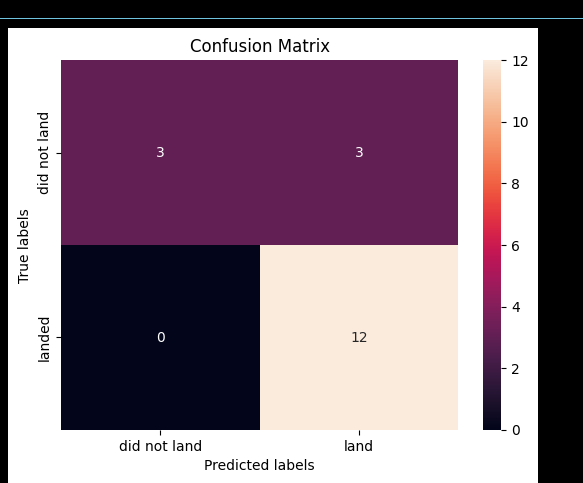 Confusion Matrix
12
10
8
6
4
2
0
True labels
did not land
3
3
landed
0
12
did not land
land
Predicted labels